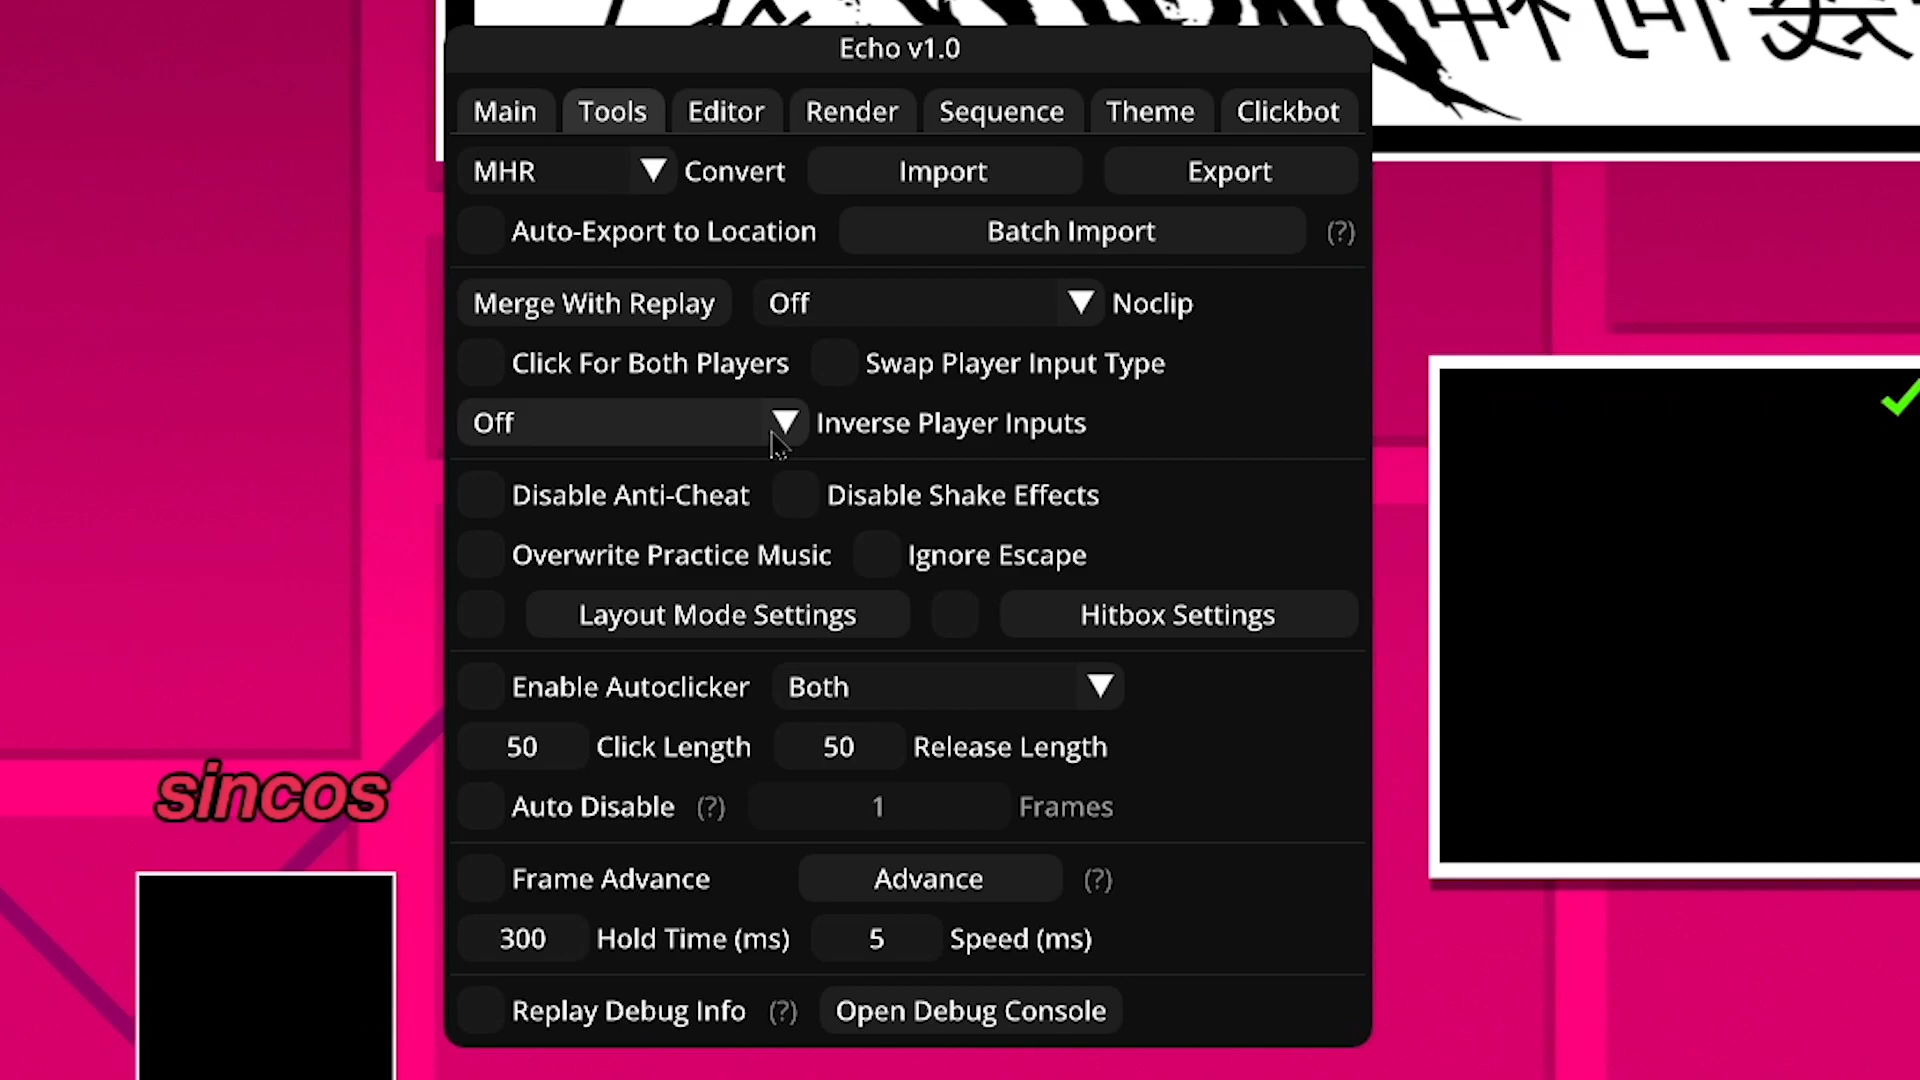 Echo v1.0
Main Tools Editor Render Sequence Theme Clickbot
MHR Convert Import Export
Auto-Export to Location Batch Import (?)
Merge With Replay Off Noclip
Click For Both Players Swap Player Input Type
Off Inverse Player Inputs
Disable Anti-Cheat Disable Shake Effects
Overwrite Practice Music Ignore Escape
Layout Mode Settings Hitbox Settings
Enable Autoclicker Both
50 Click Length 50 Release Length
Auto Disable (?) 1 Frames
Frame Advance Advance (?)
300 Hold Time (ms) 5 Speed (ms)
Replay Debug Info (?) Open Debug Console
sincos